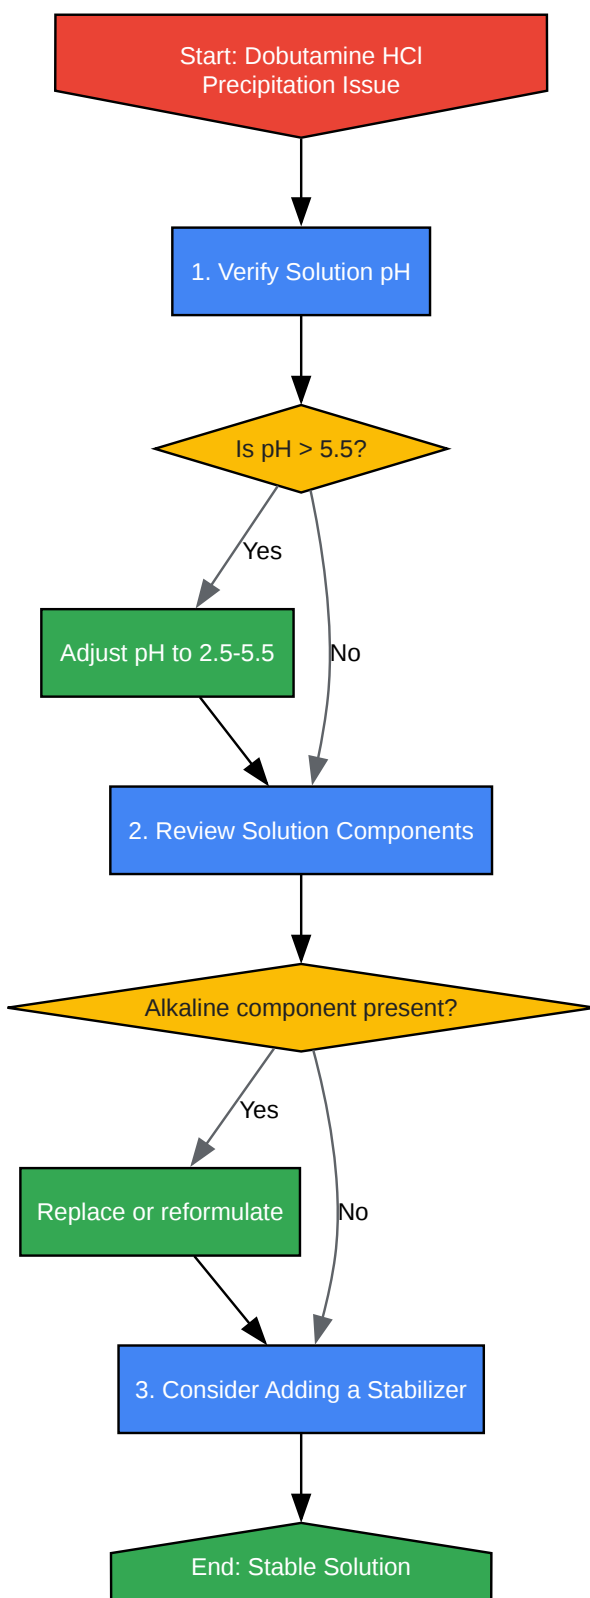 Start: Dobutamine HCl
Precipitation Issue
1. Verify Solution pH
Is pH > 5.5?
Yes
Adjust pH to 2.5-5.5
No
2. Review Solution Components
Alkaline component present?
Yes
Replace or reformulate
No
3. Consider Adding a Stabilizer
End: Stable Solution